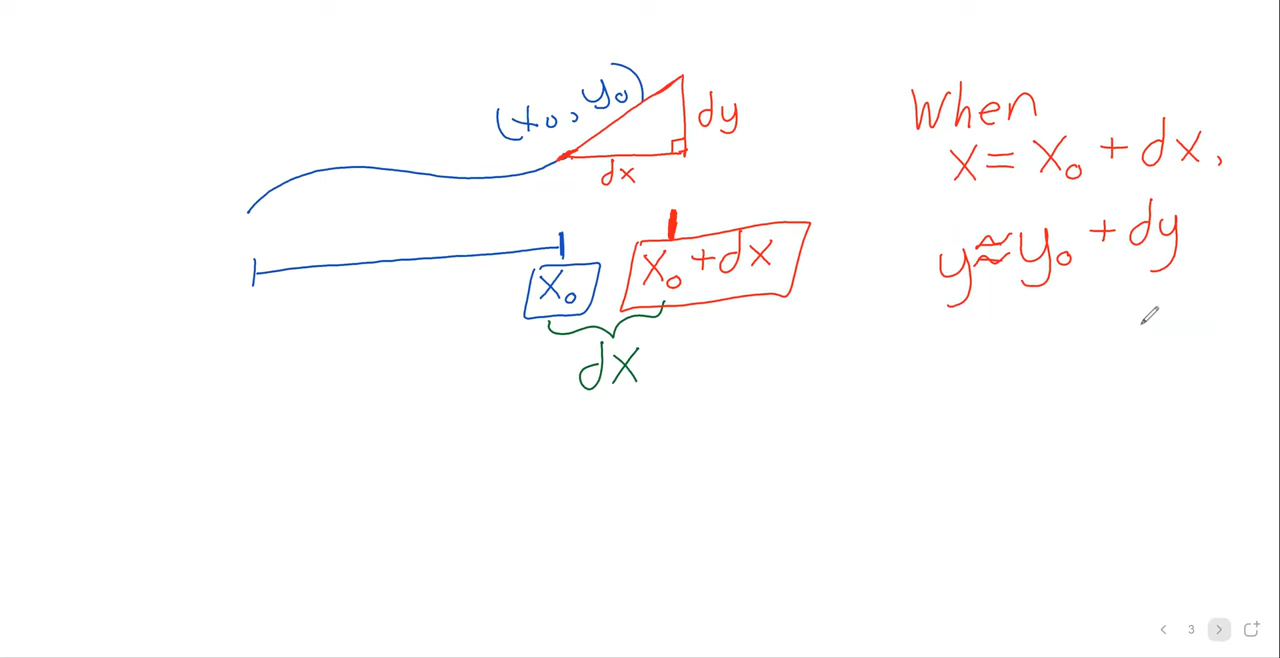 (x₀, y₀)
dy
dx
x₀
x₀ + dx
dx
When
x = x₀ + dx,
y ≈ y₀ + dy
3